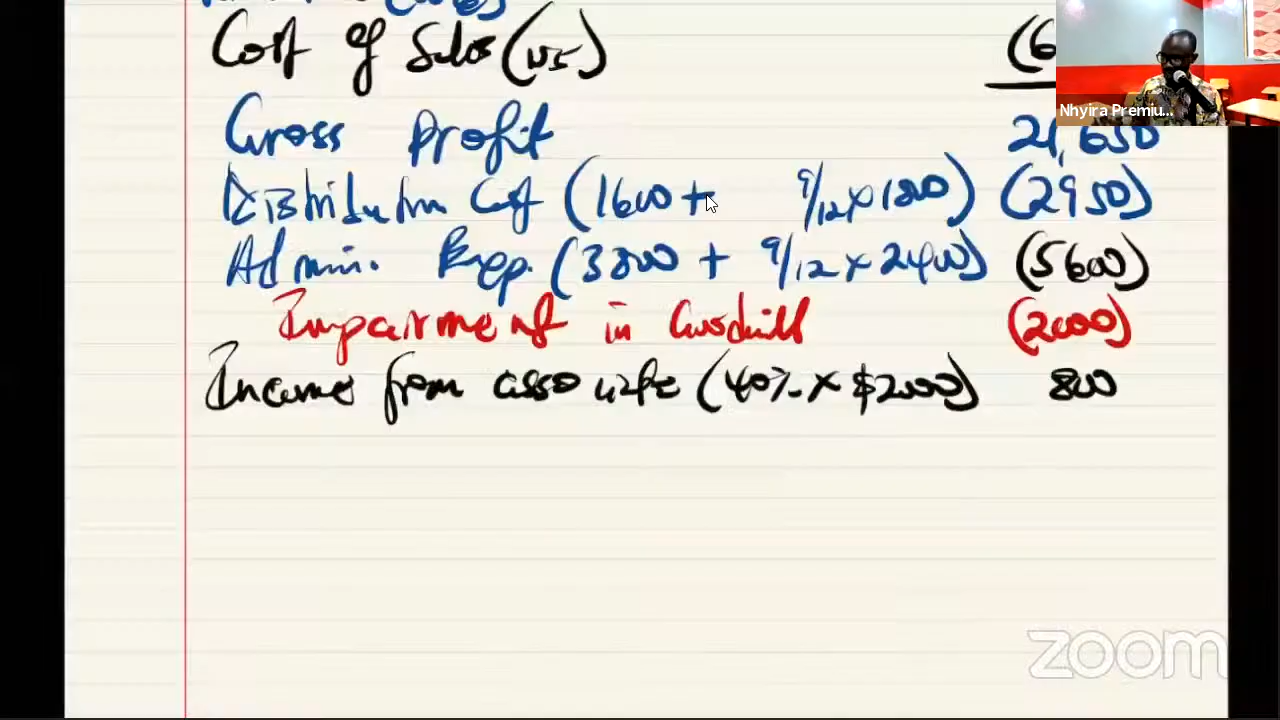 Cost of Sales (W5) (6
Gross Profit 21,650
Distribution Cost (1600 + 9/12 x 1800) (2950)
Admin. Exp. (3800 + 9/12 x 2400) (5600)
Impairment in Goodwill (2000)
Income from associate (40% x $2000) 800
Nhyira Premiu...
zoom